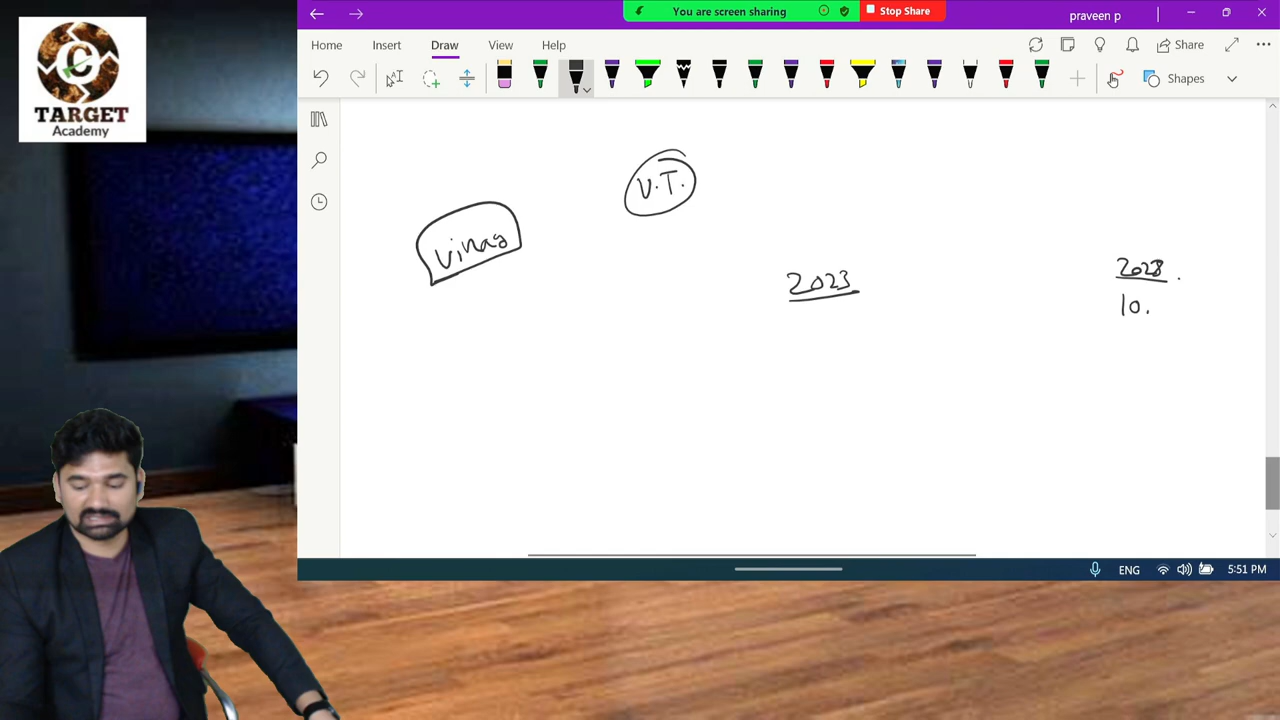 praveen p
You are screen sharing
Stop Share
Home
Insert
Draw
View
Help
Share
Shapes
C
TARGET
Academy
V.T.
2023
2028
10.
ENG
5:51 PM